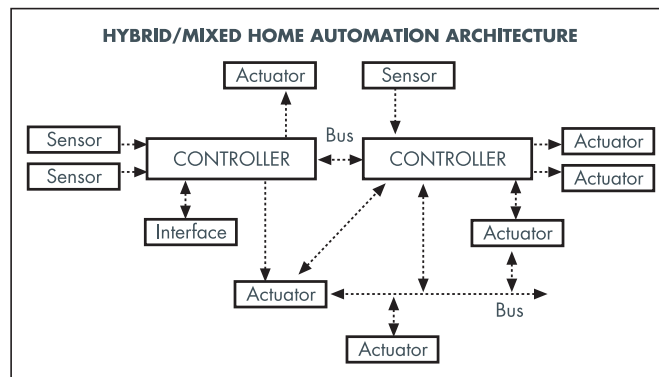 HYBRID/MIXED HOME AUTOMATION ARCHITECTURE
Actuator
Sensor
Sensor
Sensor
CONTROLLER
Bus
CONTROLLER
Actuator
Actuator
Interface
Actuator
Actuator
Bus
Actuator